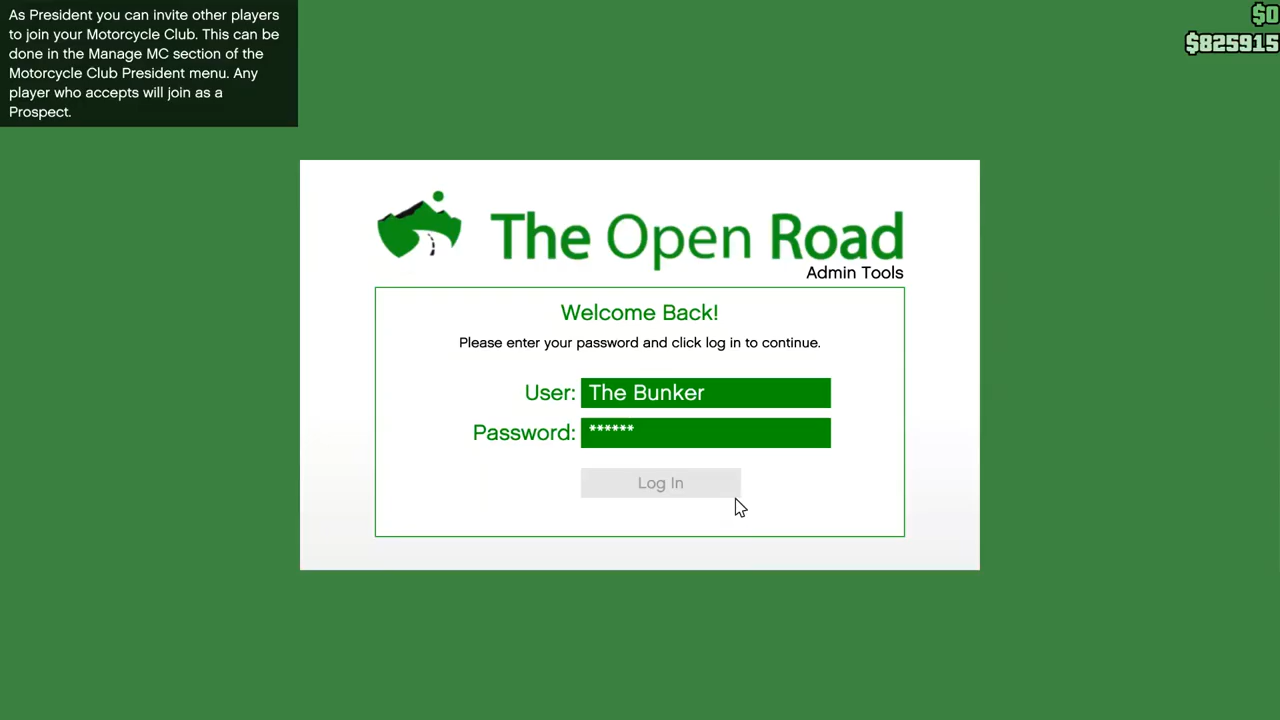 As President you can invite other players
to join your Motorcycle Club. This can be
done in the Manage MC section of the
Motorcycle Club President menu. Any
player who accepts will join as a
Prospect.
$0
$825915
The Open Road
Admin Tools
Welcome Back!
Please enter your password and click log in to continue.
User: The Bunker
Password: ******
Log In